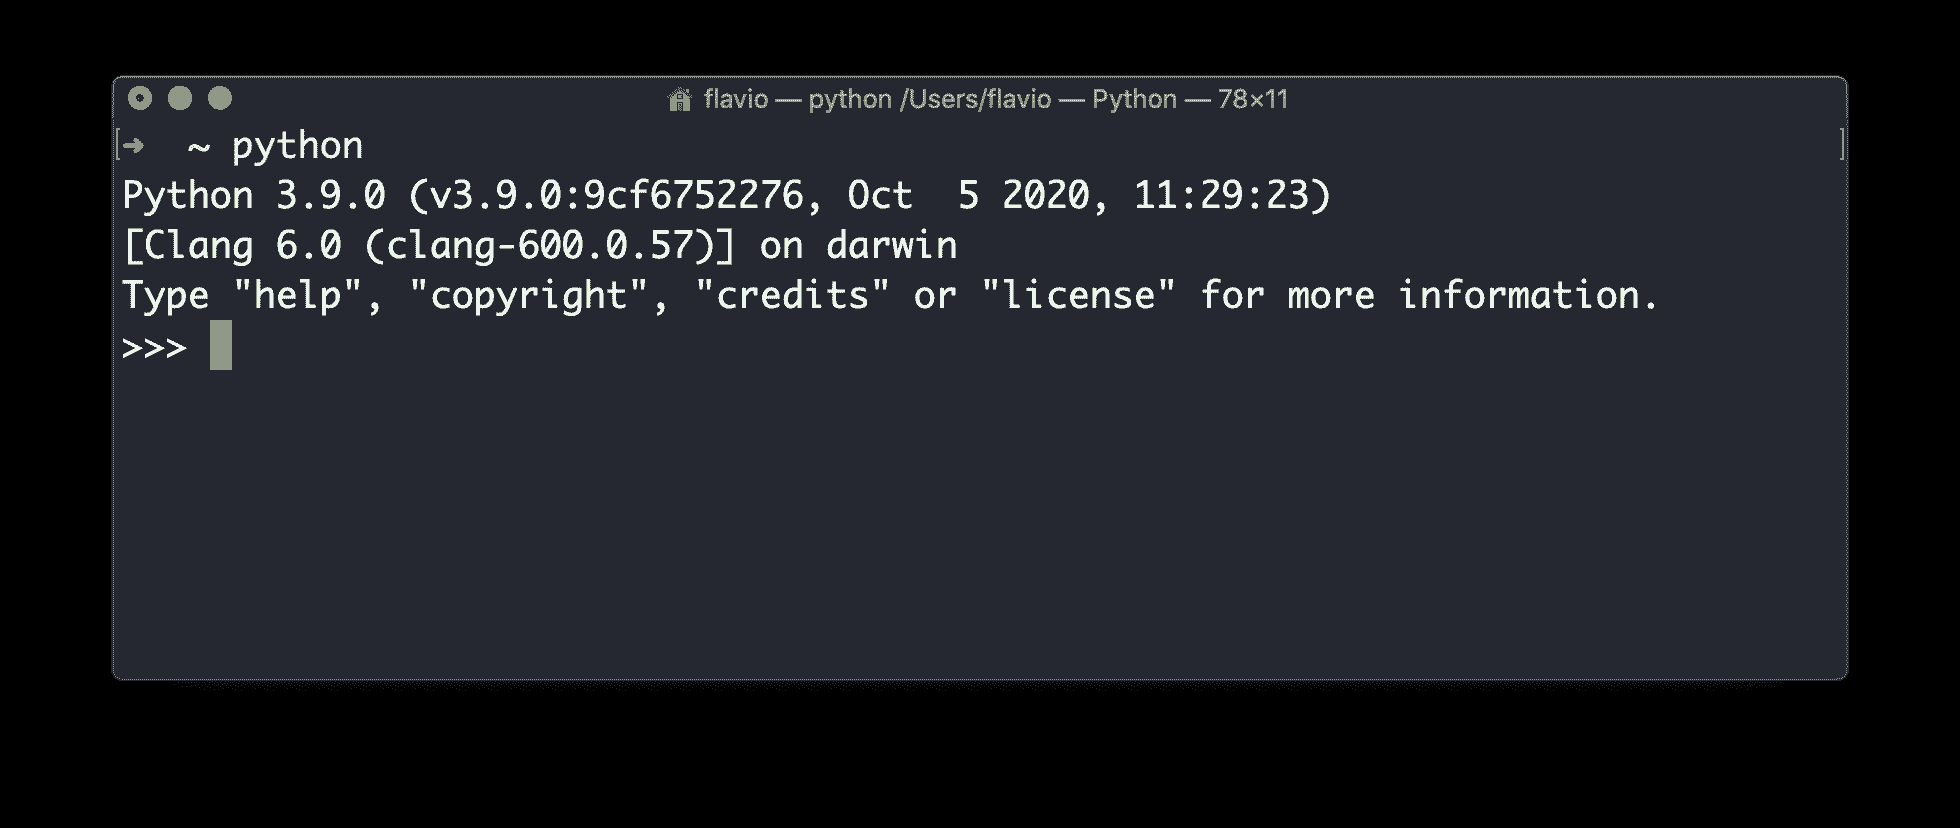 flavio — python /Users/flavio — Python — 78×11
[➜  ~ python ]
Python 3.9.0 (v3.9.0:9cf6752276, Oct  5 2020, 11:29:23)
[Clang 6.0 (clang-600.0.57)] on darwin
Type "help", "copyright", "credits" or "license" for more information.
>>>